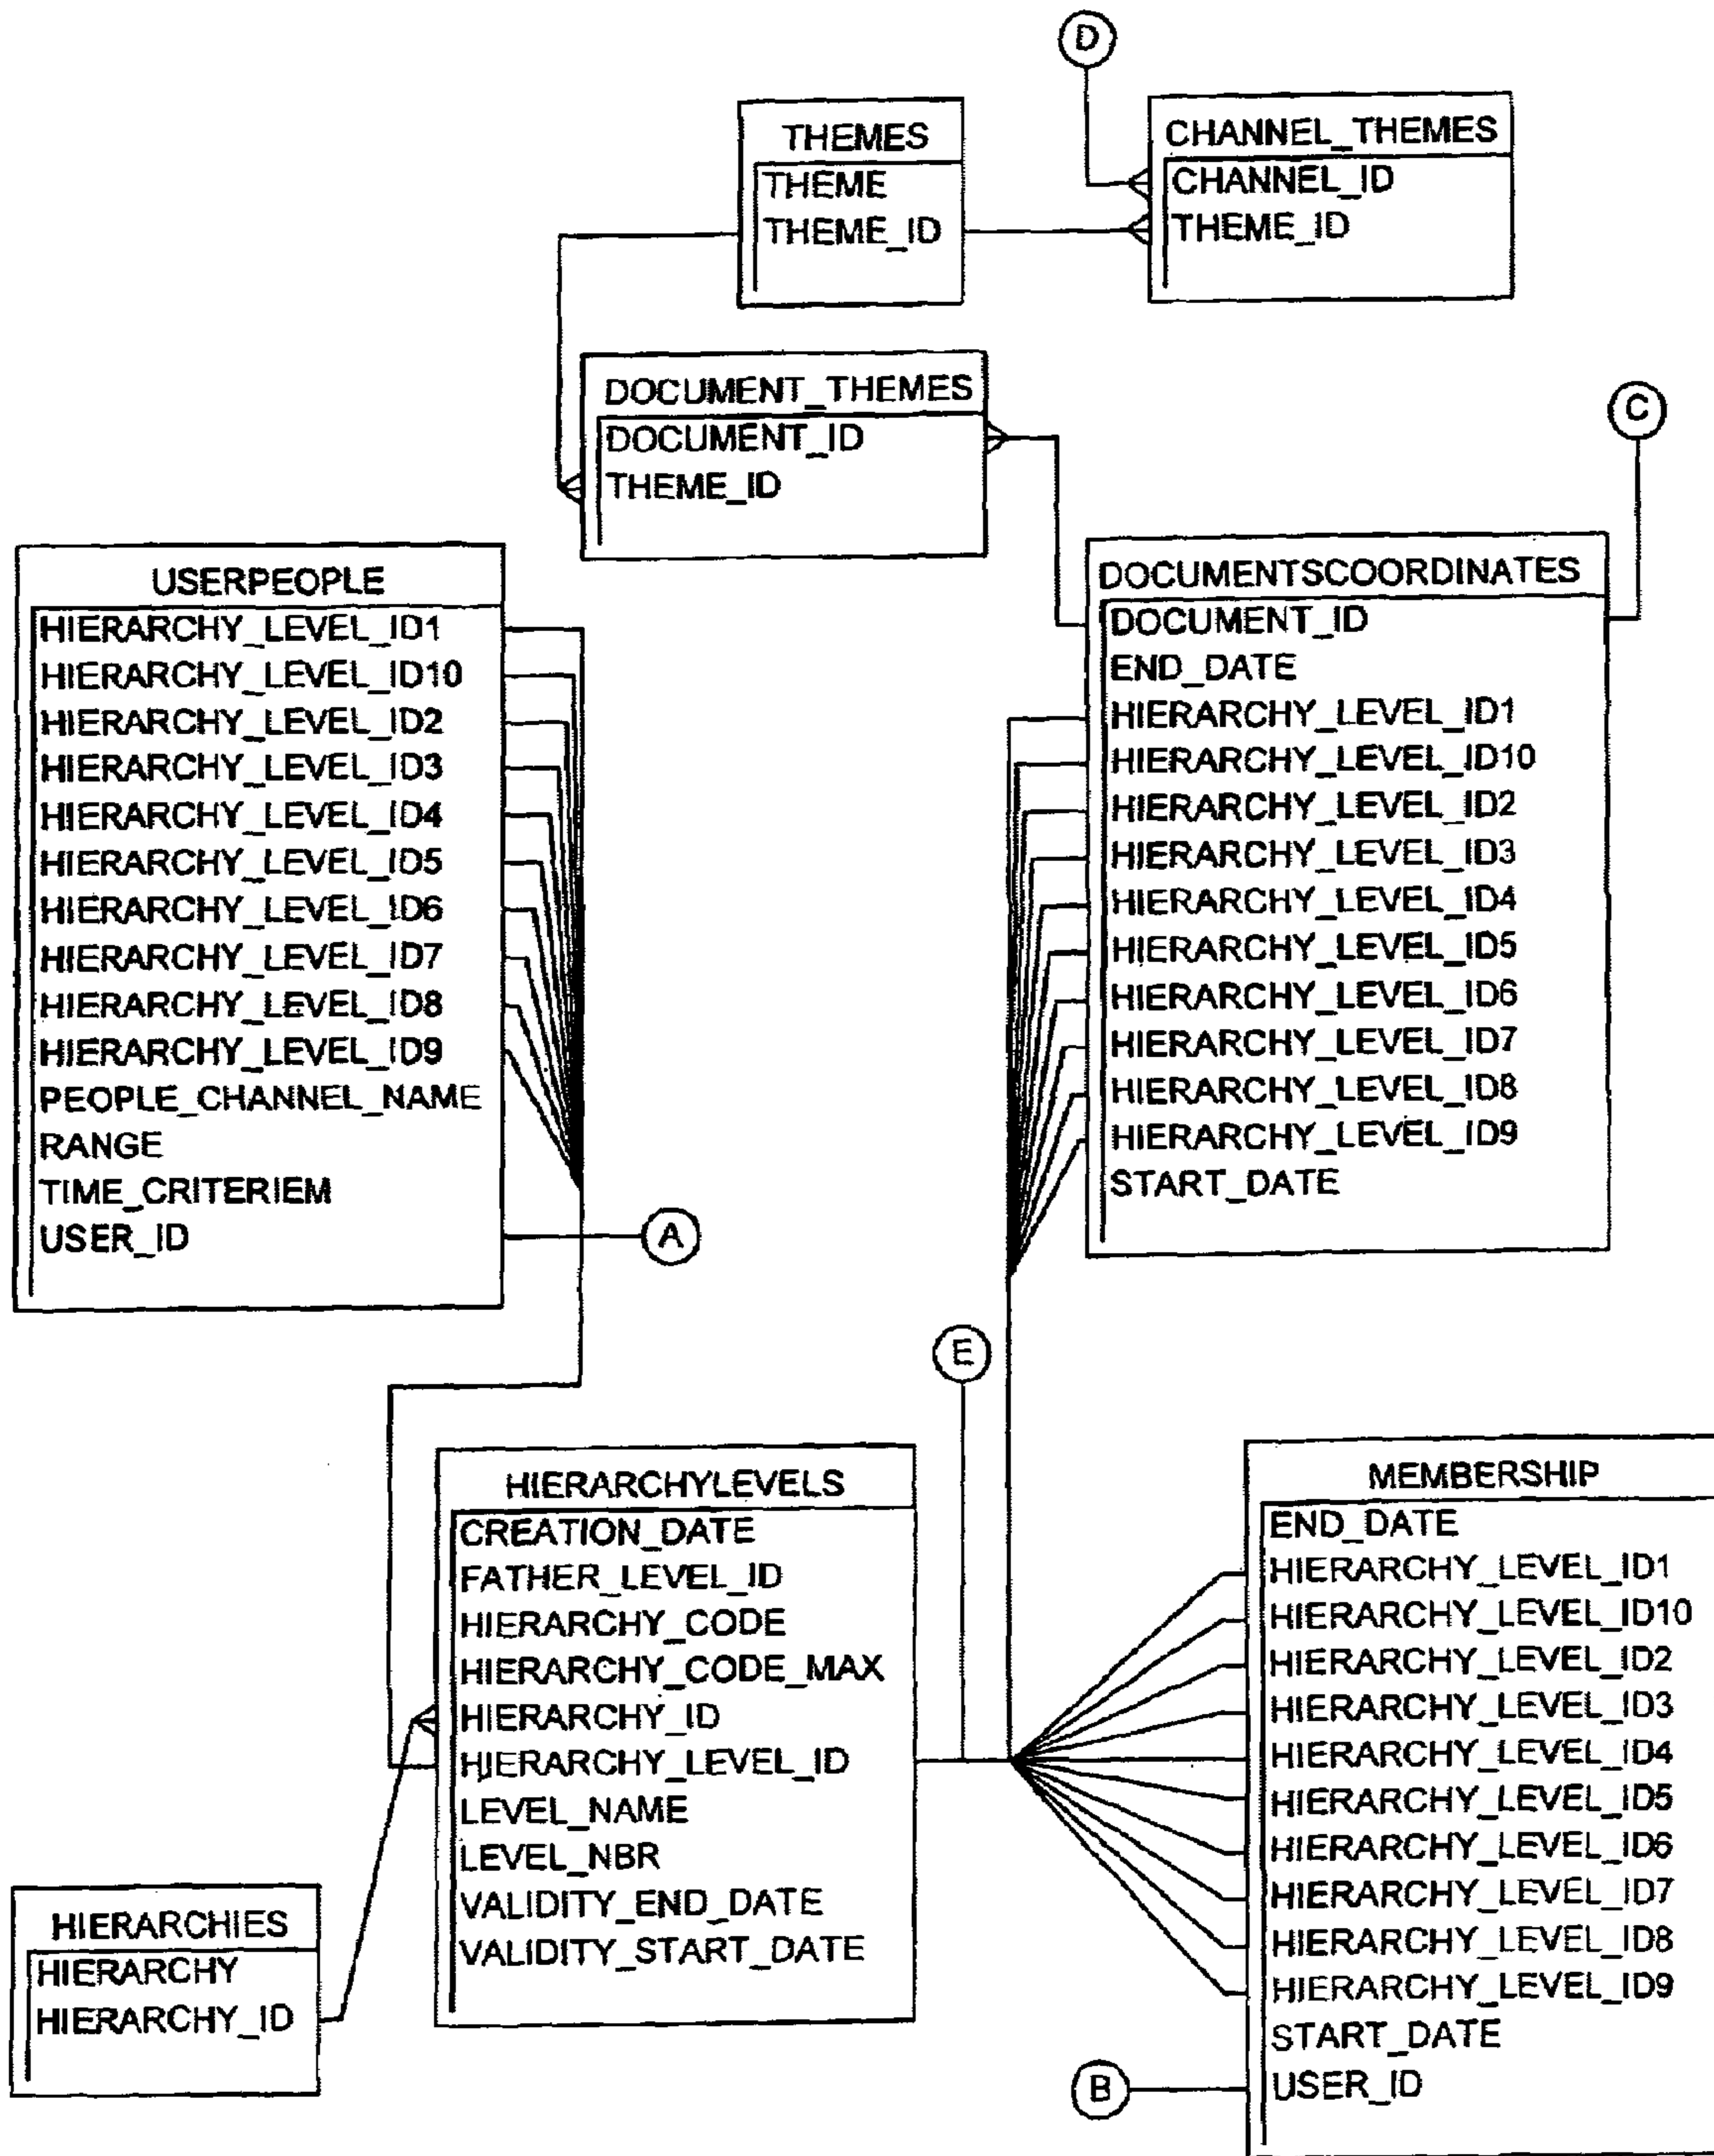 D
THEMES
THEME
THEME_ID
CHANNEL_THEMES
CHANNEL_ID
THEME_ID
DOCUMENT_THEMES
DOCUMENT_ID
THEME_ID
C
USERPEOPLE
HIERARCHY_LEVEL_ID1
HIERARCHY_LEVEL_ID10
HIERARCHY_LEVEL_ID2
HIERARCHY_LEVEL_ID3
HIERARCHY_LEVEL_ID4
HIERARCHY_LEVEL_ID5
HIERARCHY_LEVEL_ID6
HIERARCHY_LEVEL_ID7
HIERARCHY_LEVEL_ID8
HIERARCHY_LEVEL_ID9
PEOPLE_CHANNEL_NAME
RANGE
TIME_CRITERIEM
USER_ID
A
DOCUMENTSCOORDINATES
DOCUMENT_ID
END_DATE
HIERARCHY_LEVEL_ID1
HIERARCHY_LEVEL_ID10
HIERARCHY_LEVEL_ID2
HIERARCHY_LEVEL_ID3
HIERARCHY_LEVEL_ID4
HIERARCHY_LEVEL_ID5
HIERARCHY_LEVEL_ID6
HIERARCHY_LEVEL_ID7
HIERARCHY_LEVEL_ID8
HIERARCHY_LEVEL_ID9
START_DATE
E
HIERARCHYLEVELS
CREATION_DATE
FATHER_LEVEL_ID
HIERARCHY_CODE
HIERARCHY_CODE_MAX
HIERARCHY_ID
HIERARCHY_LEVEL_ID
LEVEL_NAME
LEVEL_NBR
VALIDITY_END_DATE
VALIDITY_START_DATE
HIERARCHIES
HIERARCHY
HIERARCHY_ID
MEMBERSHIP
END_DATE
HIERARCHY_LEVEL_ID1
HIERARCHY_LEVEL_ID10
HIERARCHY_LEVEL_ID2
HIERARCHY_LEVEL_ID3
HIERARCHY_LEVEL_ID4
HIERARCHY_LEVEL_ID5
HIERARCHY_LEVEL_ID6
HIERARCHY_LEVEL_ID7
HIERARCHY_LEVEL_ID8
HIERARCHY_LEVEL_ID9
START_DATE
USER_ID
B